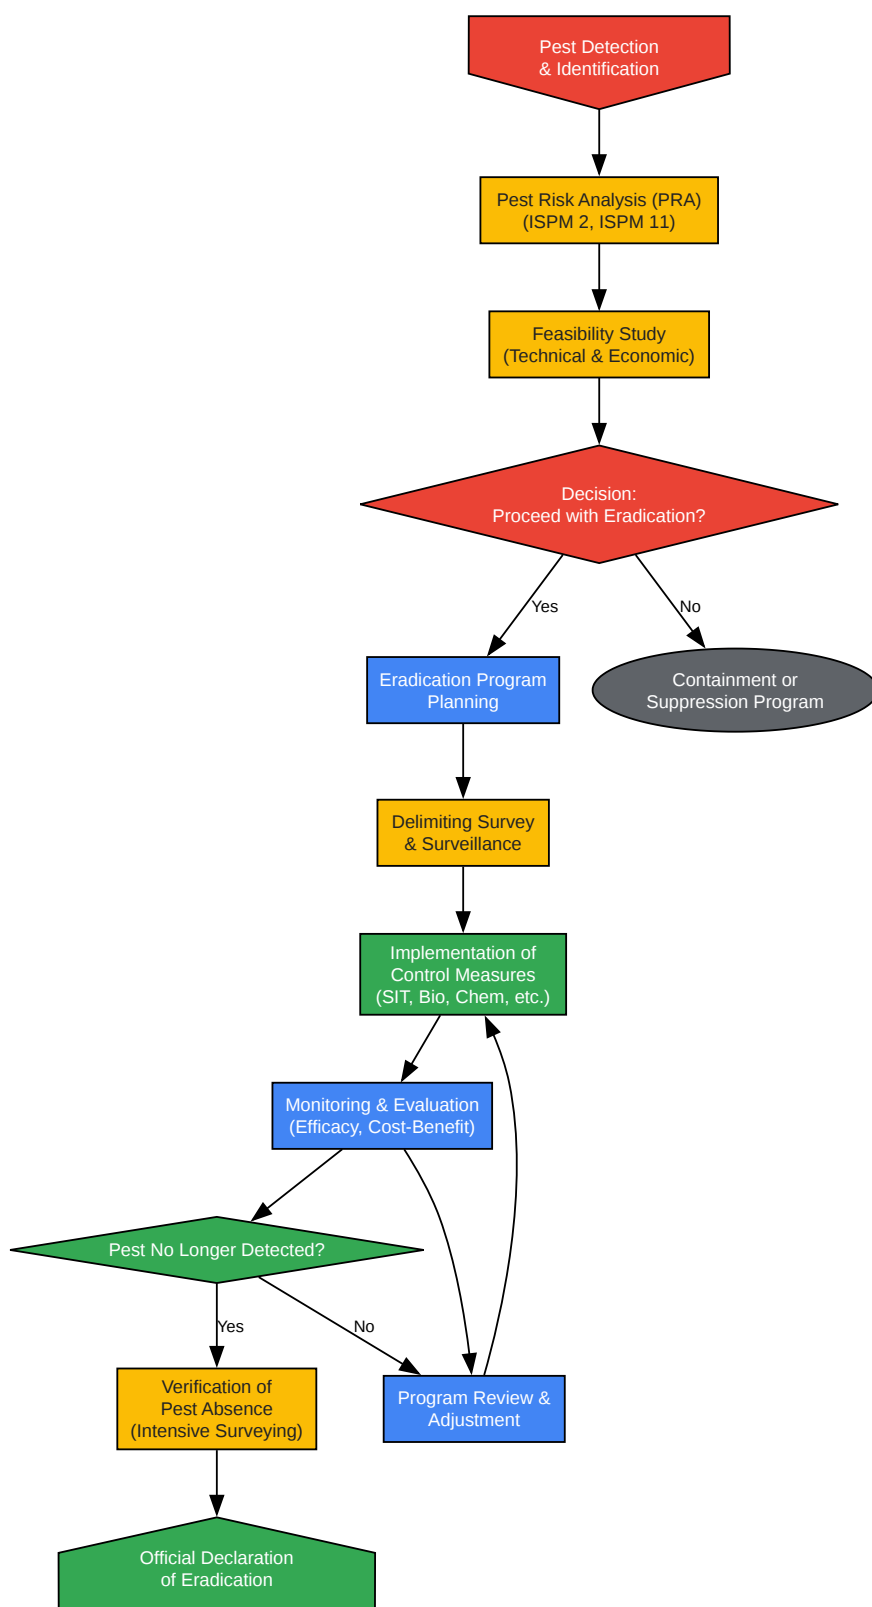 Pest Detection
& Identification
Pest Risk Analysis (PRA)
(ISPM 2, ISPM 11)
Feasibility Study
(Technical & Economic)
Decision:
Proceed with Eradication?
Yes
No
Eradication Program
Planning
Containment or
Suppression Program
Delimiting Survey
& Surveillance
Implementation of
Control Measures
(SIT, Bio, Chem, etc.)
Monitoring & Evaluation
(Efficacy, Cost-Benefit)
Pest No Longer Detected?
Yes
No
Verification of
Pest Absence
(Intensive Surveying)
Program Review &
Adjustment
Official Declaration
of Eradication